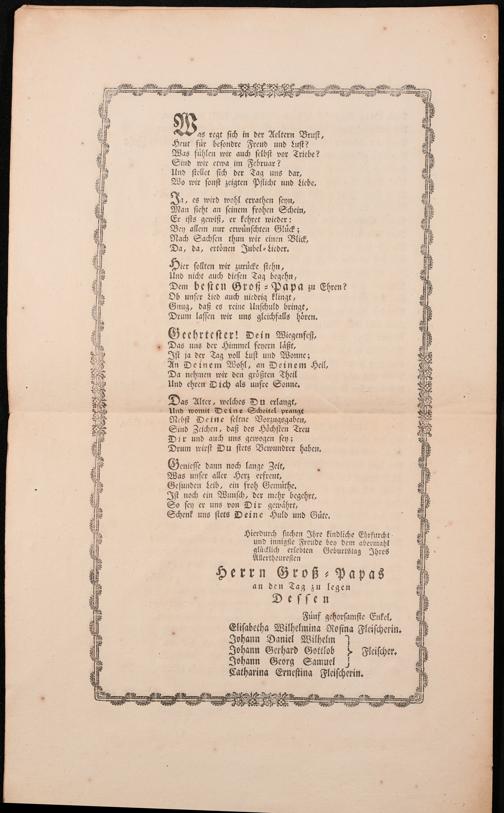 Was regt sich in der Aeltern Brust,
Heut für besondre Freud und Lust?
Was fühlen wir auch selbst vor Triebe?
Sind wir etwa im Februar?
Und stellet sich der Tag uns dar,
Wo wir sonst zeigten Pflicht und Liebe.
Ja, es wird wohl errathen seyn,
Man sieht an seinem frohen Schein,
Er ists gewiß, er kehret wieder:
Bey allem nur erwünschten Glück;
Nach Sachsen thun wir einen Blick,
Da, da, ertönen Jubel-Lieder.
Hier sollten wir zurücke stehn,
Und nicht auch diesen Tag begehn,
Dem besten Groß-Papa zu Ehren?
Ob unser Lied auch niedrig klingt,
Gnug, daß es reine Unschuld bringt,
Drum lassen wir uns gleichfalls hören.
Geehrtester! Dein Wiegenfest,
Das uns der Himmel feyern läßt,
Ist ja der Tag voll Lust und Wonne;
An Deinem Wohl, an Deinem Heil,
Da nehmen wir den größten Theil
Und ehren Dich als unsre Sonne.
Das Alter, welches Du erlangt,
Und womit Deine Scheitel prangt
Nebst Deine seltne Vorzugsgaben,
Sind Zeichen, daß des Höchsten Treu
Dir und auch uns gewogen sey;
Drum wirst Du stets Bewundrer haben.
Geniesse dann noch lange Zeit,
Was unser aller Herz erfreut,
Gesunden Leib, ein froh Gemüthe.
Ist noch ein Wunsch, der mehr begehrt,
So sey er uns von Dir gewährt,
Schenk uns stets Deine Huld und Güte.
Hierdurch suchen Ihre kindliche Ehrfurcht
und innigste Freude bey dem abermahl
glücklich erlebten Geburtstag Ihres
Allertheuresten
Herrn Groß-Papas
an den Tag zu legen
Dessen
Fünf gehorsamste Enkel.
Elisabetha Wilhelmina Rosina Fleischerin.
Johann Daniel Wilhelm
Johann Gerhard Gottlob } Fleischer.
Johann Georg Samuel
Catharina Ernestina Fleischerin.